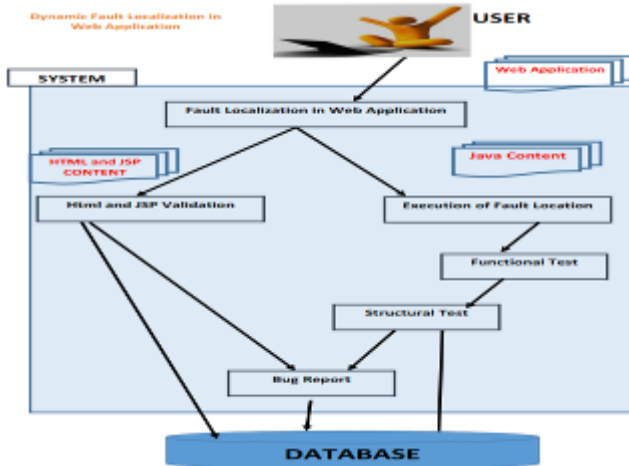 Dynamic Fault Localization in
Web Application
USER
SYSTEM
Web Application
Fault Localization in Web Application
HTML and JSP
CONTENT
Java Content
Html and JSP Validation
Execution of Fault Location
Functional Test
Structural Test
Bug Report
DATABASE